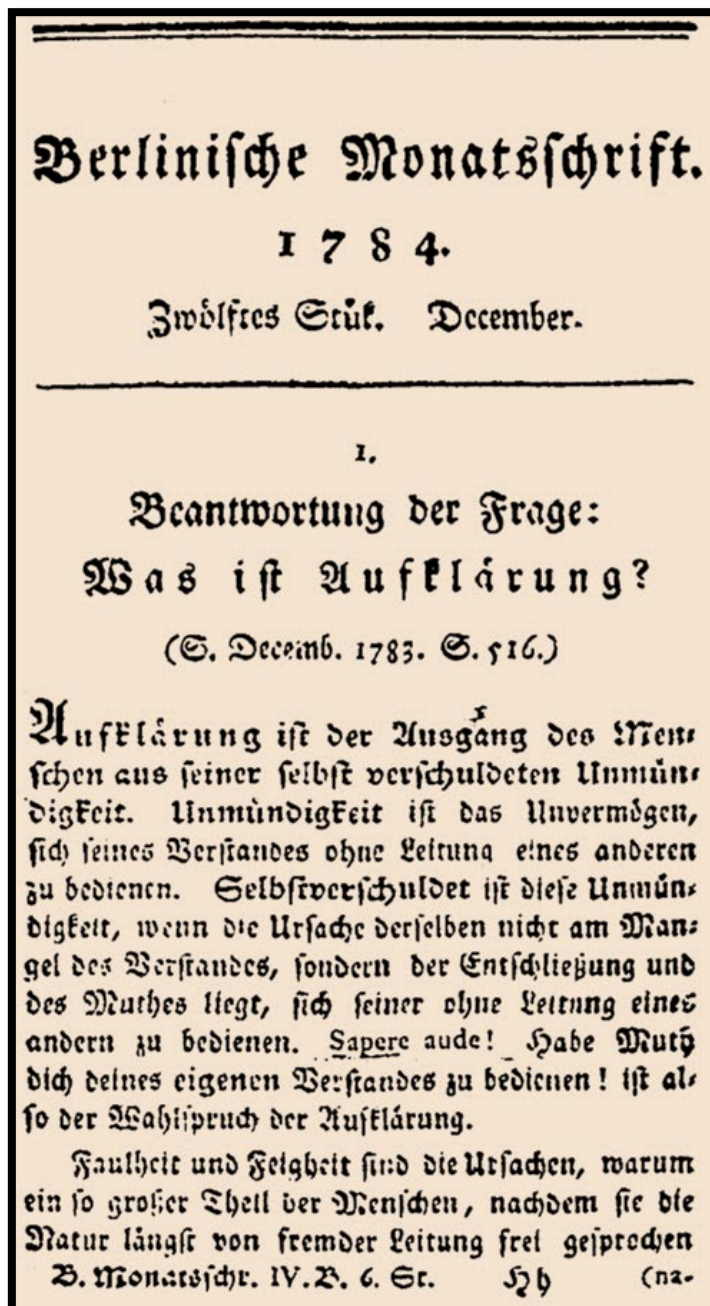 Berlinische Monatsschrift.
1784.
Zwölftes Stük. December.
1.
Beantwortung der Frage:
Was ist Aufklärung?
(S. Decemb. 1783. S. 516.)
Aufklärung ist der Ausgang des Men-
schen aus seiner selbst verschuldeten Unmün-
digkeit. Unmündigkeit ist das Unvermögen,
sich seines Verstandes ohne Leitung eines anderen
zu bedienen. Selbstverschuldet ist diese Unmün-
digkeit, wenn die Ursache derselben nicht am Man-
gel des Verstandes, sondern der Entschließung und
des Muthes liegt, sich seiner ohne Leitung eines
andern zu bedienen. Sapere aude! Habe Muth
dich deines eigenen Verstandes zu bedienen! ist al-
so der Wahlspruch der Aufklärung.
Faulheit und Feigheit sind die Ursachen, warum
ein so großer Theil der Menschen, nachdem sie die
Natur längst von fremder Leitung frei gesprochen
B. Monatsschr. IV. B. 6. St. Hh (na-